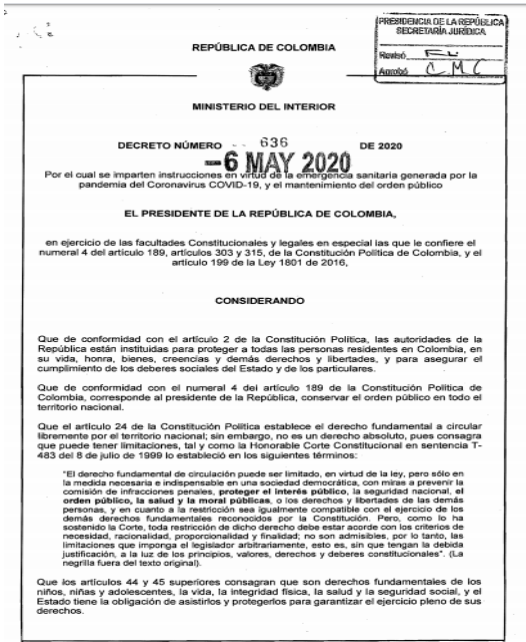 PRESIDENCIA DE LA REPÚBLICA
SECRETARÍA JURÍDICA
Revisó
Aprobó C.M.C
REPÚBLICA DE COLOMBIA
MINISTERIO DEL INTERIOR
DECRETO NÚMERO 636 DE 2020
6 MAY 2020
Por el cual se imparten instrucciones en virtud de la emergencia sanitaria generada por la
pandemia del Coronavirus COVID-19, y el mantenimiento del orden público
EL PRESIDENTE DE LA REPÚBLICA DE COLOMBIA,
en ejercicio de las facultades Constitucionales y legales en especial las que le confiere el
numeral 4 del artículo 189, artículos 303 y 315, de la Constitución Política de Colombia, y el
artículo 199 de la Ley 1801 de 2016,
CONSIDERANDO
Que de conformidad con el artículo 2 de la Constitución Política, las autoridades de la
República están instituidas para proteger a todas las personas residentes en Colombia, en
su vida, honra, bienes, creencias y demás derechos y libertades, y para asegurar el
cumplimiento de los deberes sociales del Estado y de los particulares.
Que de conformidad con el numeral 4 del artículo 189 de la Constitución Política de
Colombia, corresponde al presidente de la República, conservar el orden público en todo el
territorio nacional.
Que el artículo 24 de la Constitución Política establece el derecho fundamental a circular
libremente por el territorio nacional; sin embargo, no es un derecho absoluto, pues consagra
que puede tener limitaciones, tal y como la Honorable Corte Constitucional en sentencia T-
483 del 8 de julio de 1999 lo estableció en los siguientes términos:
"El derecho fundamental de circulación puede ser limitado, en virtud de la ley, pero sólo en
la medida necesaria e indispensable en una sociedad democrática, con miras a prevenir la
comisión de infracciones penales, proteger el interés público, la seguridad nacional, el
orden público, la salud y la moral públicas, o los derechos y libertades de las demás
personas, y en cuanto a la restricción sea igualmente compatible con el ejercicio de los
demás derechos fundamentales reconocidos por la Constitución. Pero, como lo ha
sostenido la Corte, toda restricción de dicho derecho debe estar acorde con los criterios de
necesidad, racionalidad, proporcionalidad y finalidad; no son admisibles, por lo tanto, las
limitaciones que imponga el legislador arbitrariamente, esto es, sin que tengan la debida
justificación, a la luz de los principios, valores, derechos y deberes constitucionales". (La
negrilla fuera del texto original).
Que los artículos 44 y 45 superiores consagran que son derechos fundamentales de los
niños, niñas y adolescentes, la vida, la integridad física, la salud y la seguridad social, y el
Estado tiene la obligación de asistirlos y protegerlos para garantizar el ejercicio pleno de sus
derechos.